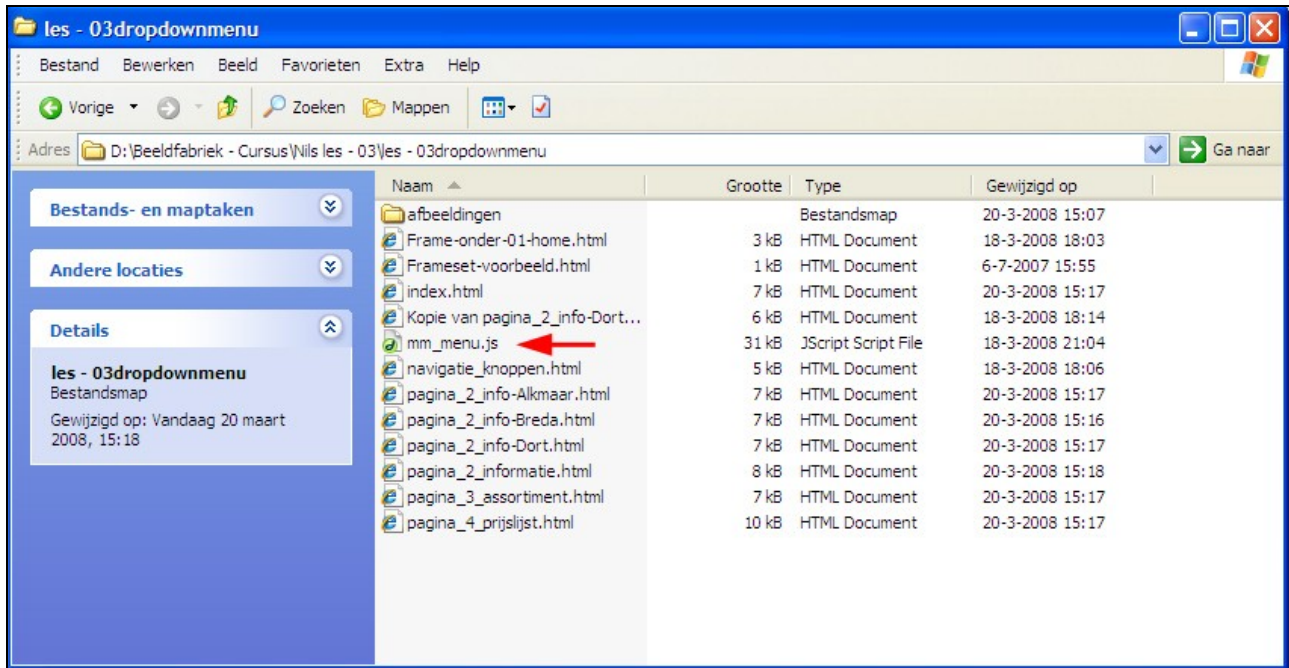 les - 03dropdownmenu
Bestand Bewerken Beeld Favorieten Extra Help
Vorige Zoeken Mappen
Adres D:\Beeldfabriek - Cursus\Nils les - 03\les - 03dropdownmenu Ga naar
Bestands- en maptaken
Andere locaties
Details
les - 03dropdownmenu
Bestandsmap
Gewijzigd op: Vandaag 20 maart
2008, 15:18
Naam Grootte Type Gewijzigd op
afbeeldingen Bestandsmap 20-3-2008 15:07
Frame-onder-01-home.html 3 kB HTML Document 18-3-2008 18:03
Frameset-voorbeeld.html 1 kB HTML Document 6-7-2007 15:55
index.html 7 kB HTML Document 20-3-2008 15:17
Kopie van pagina_2_info-Dort... 6 kB HTML Document 18-3-2008 18:14
mm_menu.js 31 kB JScript Script File 18-3-2008 21:04
navigatie_knoppen.html 5 kB HTML Document 18-3-2008 18:06
pagina_2_info-Alkmaar.html 7 kB HTML Document 20-3-2008 15:17
pagina_2_info-Breda.html 7 kB HTML Document 20-3-2008 15:16
pagina_2_info-Dort.html 7 kB HTML Document 20-3-2008 15:17
pagina_2_informatie.html 8 kB HTML Document 20-3-2008 15:18
pagina_3_assortiment.html 7 kB HTML Document 20-3-2008 15:17
pagina_4_prijslijst.html 10 kB HTML Document 20-3-2008 15:17